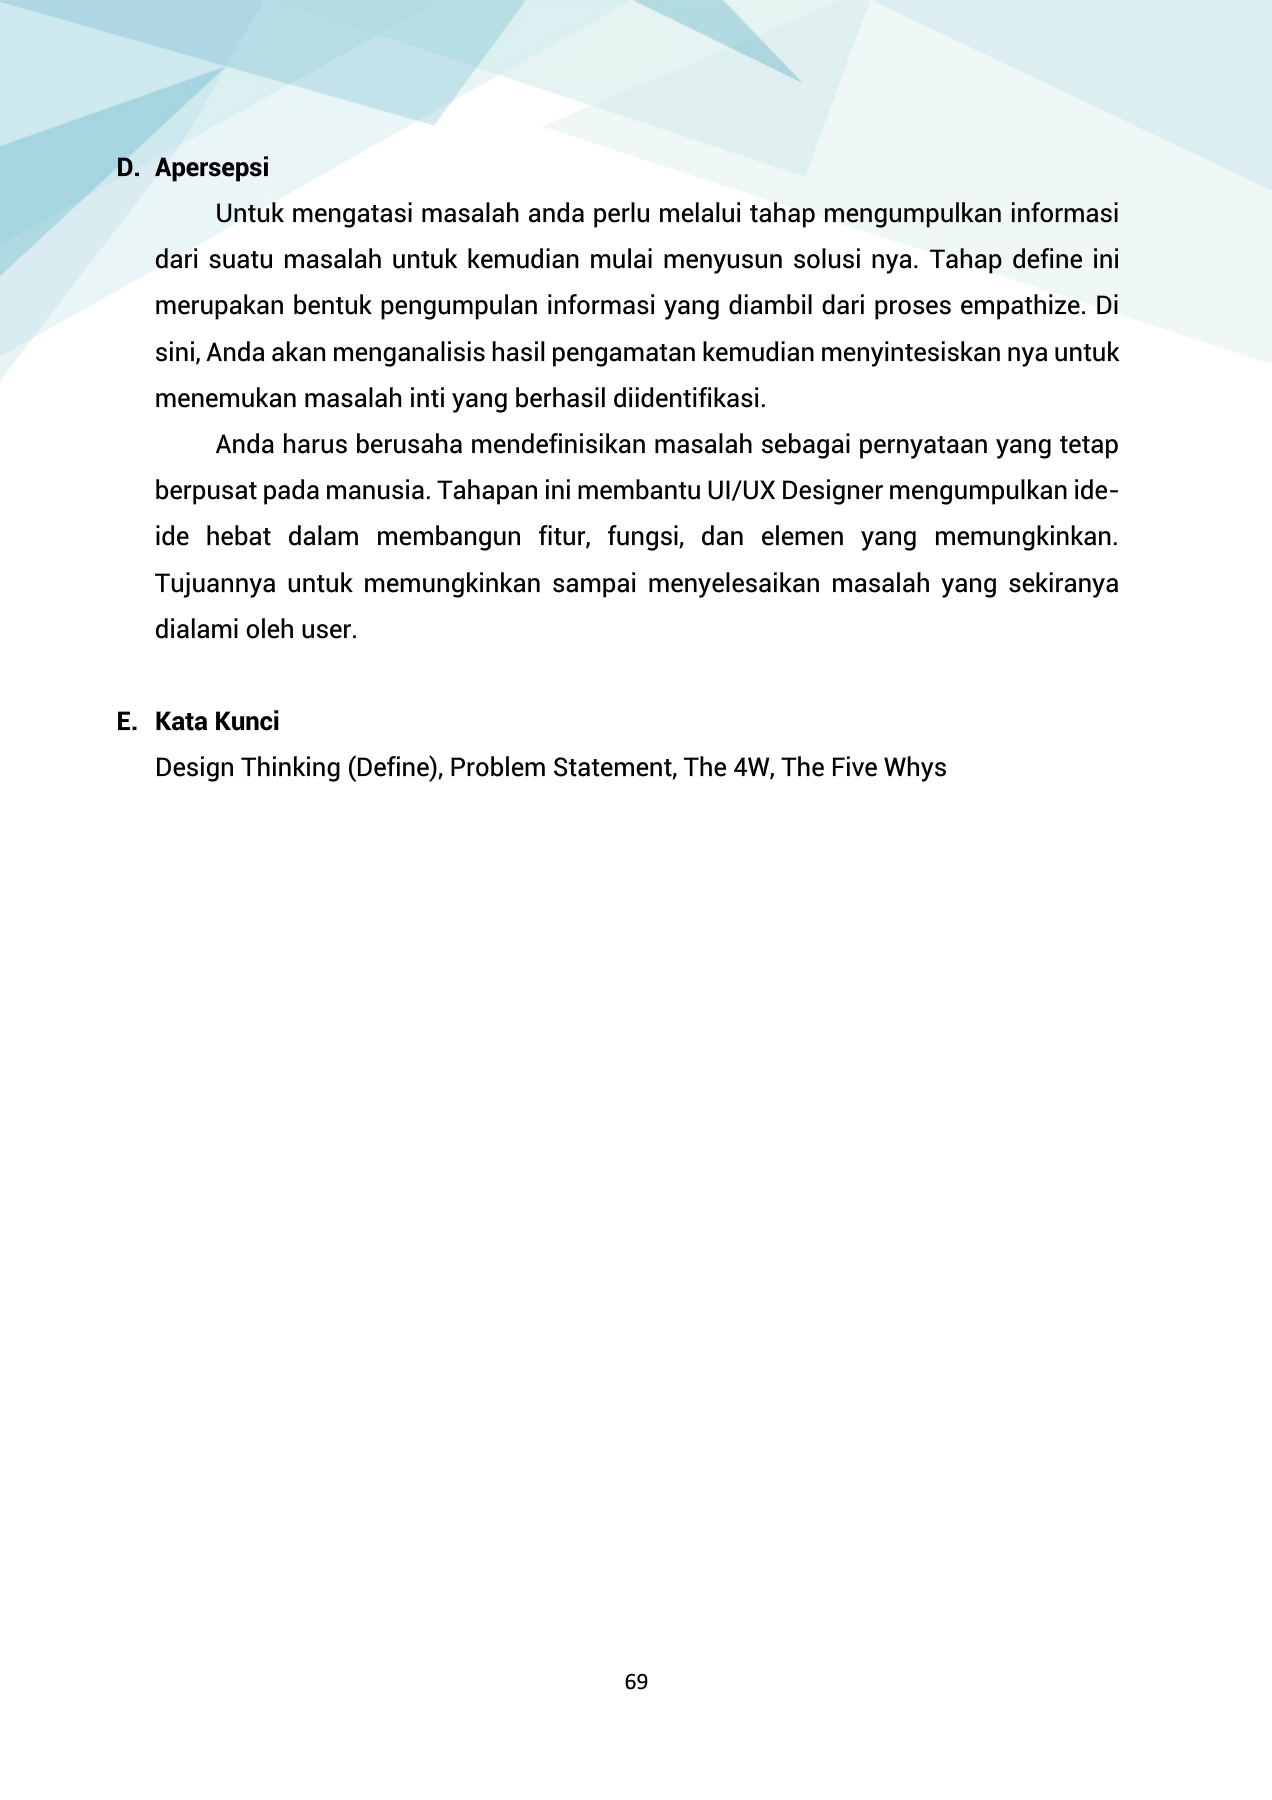 D. Apersepsi
Untuk mengatasi masalah anda perlu melalui tahap mengumpulkan informasi
dari suatu masalah untuk kemudian mulai menyusun solusi nya. Tahap define ini
merupakan bentuk pengumpulan informasi yang diambil dari proses empathize. Di
sini, Anda akan menganalisis hasil pengamatan kemudian menyintesiskan nya untuk
menemukan masalah inti yang berhasil diidentifikasi.
Anda harus berusaha mendefinisikan masalah sebagai pernyataan yang tetap
berpusat pada manusia. Tahapan ini membantu UI/UX Designer mengumpulkan ide-
ide hebat dalam membangun fitur, fungsi, dan elemen yang memungkinkan.
Tujuannya untuk memungkinkan sampai menyelesaikan masalah yang sekiranya
dialami oleh user.
E. Kata Kunci
Design Thinking (Define), Problem Statement, The 4W, The Five Whys
69